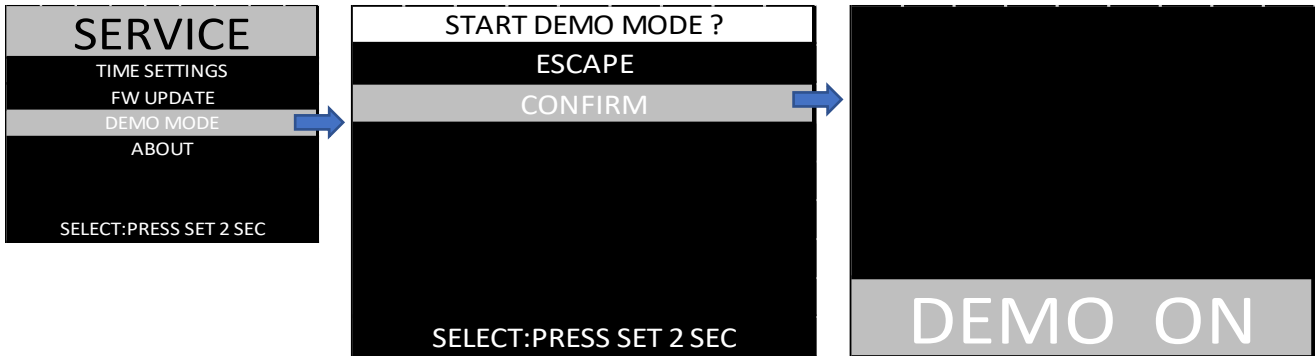 SERVICE
TIME SETTINGS
FW UPDATE
DEMO MODE
ABOUT
SELECT:PRESS SET 2 SEC
START DEMO MODE ?
ESCAPE
CONFIRM
SELECT:PRESS SET 2 SEC
DEMO ON